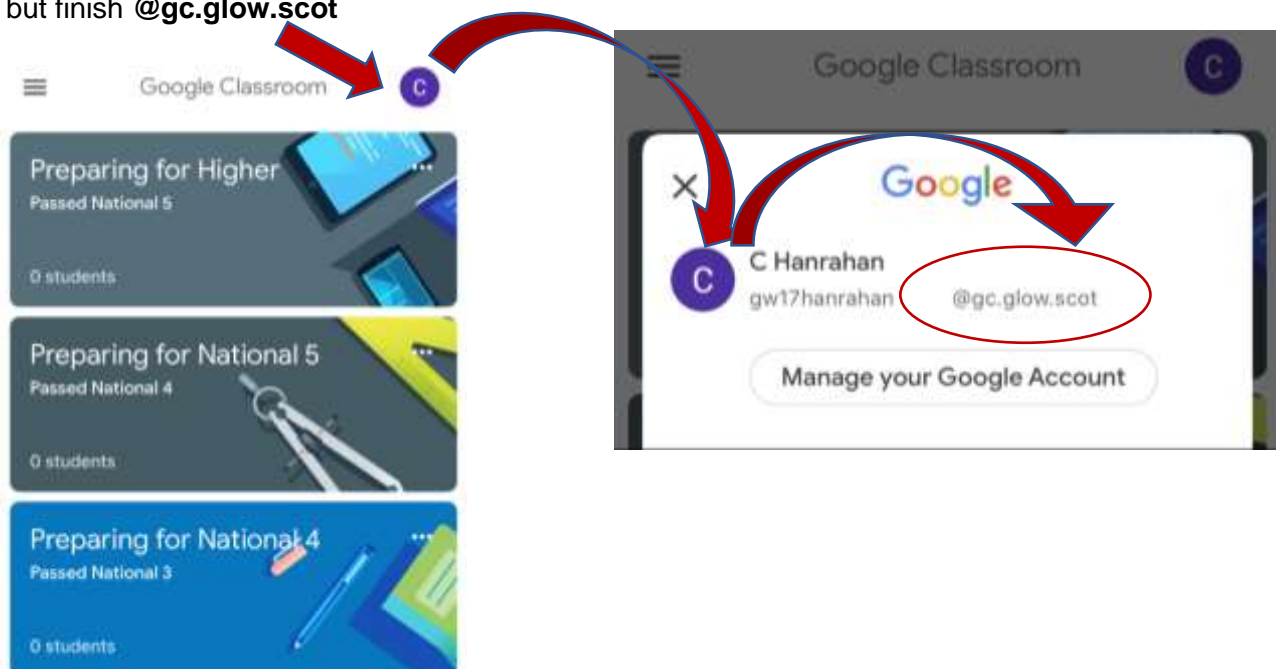 but finish @gc.glow.scot
Google Classroom
C
Preparing for Higher
Passed National 5
0 students
Preparing for National 5
Passed National 4
0 students
Preparing for National 4
Passed National 3
0 students
Google Classroom
C
Google
C
C Hanrahan
gw17hanrahan @gc.glow.scot
Manage your Google Account